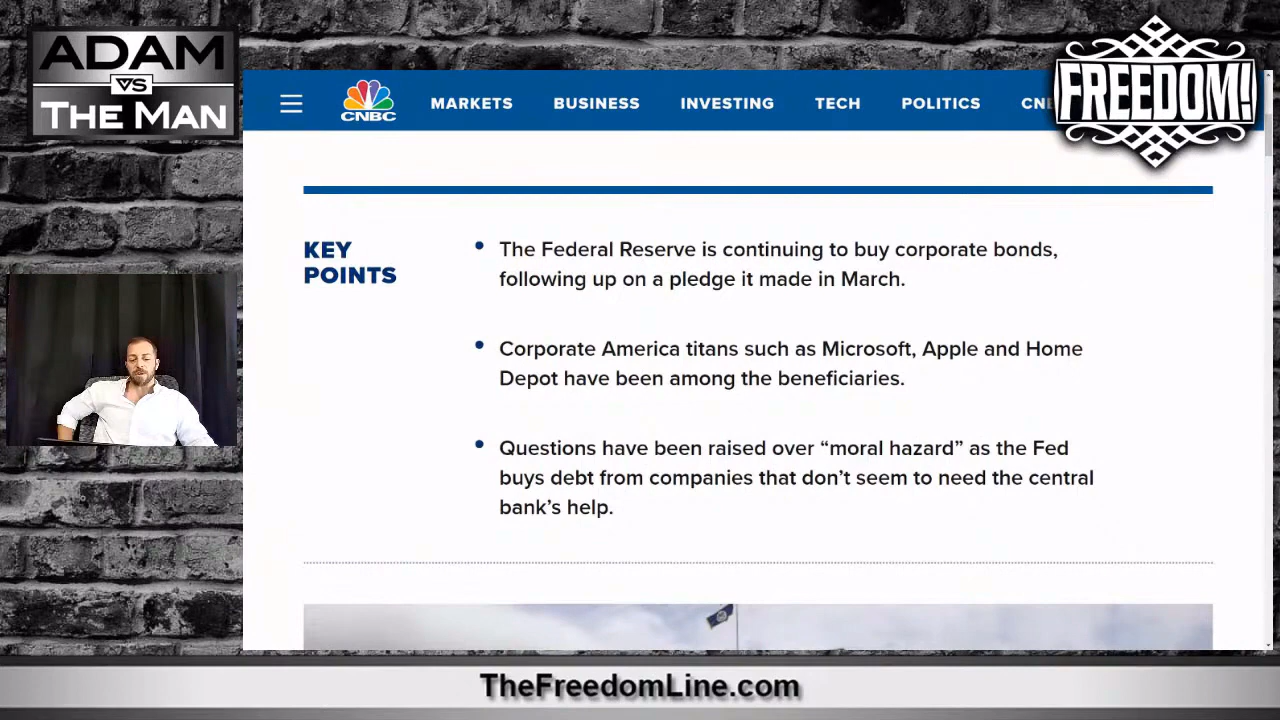 ADAM
VS
THE MAN
FREEDOM!
CNBC
MARKETS BUSINESS INVESTING TECH POLITICS
KEY
POINTS
• The Federal Reserve is continuing to buy corporate bonds,
following up on a pledge it made in March.
• Corporate America titans such as Microsoft, Apple and Home
Depot have been among the beneficiaries.
• Questions have been raised over “moral hazard” as the Fed
buys debt from companies that don’t seem to need the central
bank’s help.
TheFreedomLine.com